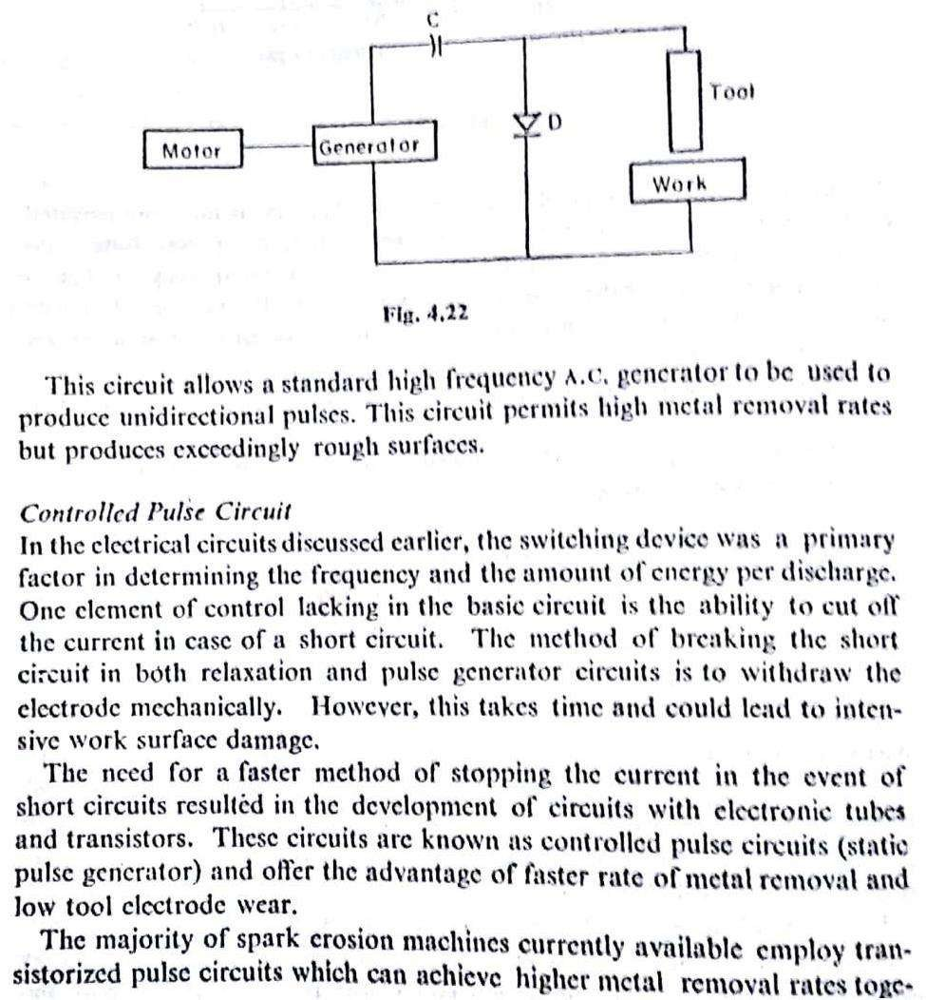 C
Tool
D
Motor
Generator
Work
Fig. 4.22
This circuit allows a standard high frequency A.C. generator to be used to
produce unidirectional pulses. This circuit permits high metal removal rates
but produces exceedingly rough surfaces.
Controlled Pulse Circuit
In the electrical circuits discussed earlier, the switching device was a primary
factor in determining the frequency and the amount of energy per discharge.
One element of control lacking in the basic circuit is the ability to cut off
the current in case of a short circuit. The method of breaking the short
circuit in both relaxation and pulse generator circuits is to withdraw the
electrode mechanically. However, this takes time and could lead to inten-
sive work surface damage.
The need for a faster method of stopping the current in the event of
short circuits resulted in the development of circuits with electronic tubes
and transistors. These circuits are known as controlled pulse circuits (static
pulse generator) and offer the advantage of faster rate of metal removal and
low tool electrode wear.
The majority of spark erosion machines currently available employ tran-
sistorized pulse circuits which can achieve higher metal removal rates toge-